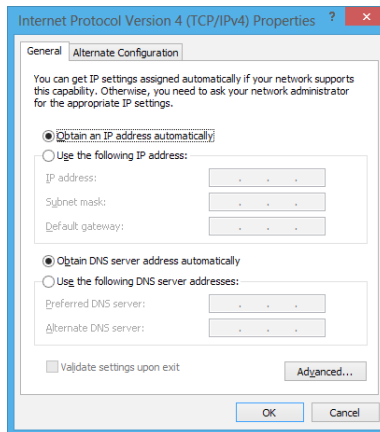 Internet Protocol Version 4 (TCP/IPv4) Properties ? ×
General Alternate Configuration
You can get IP settings assigned automatically if your network supports
this capability. Otherwise, you need to ask your network administrator
for the appropriate IP settings.
Obtain an IP address automatically
Use the following IP address:
IP address: . . .
Subnet mask: . . .
Default gateway: . . .
Obtain DNS server address automatically
Use the following DNS server addresses:
Preferred DNS server: . . .
Alternate DNS server: . . .
Validate settings upon exit
Advanced...
OK Cancel